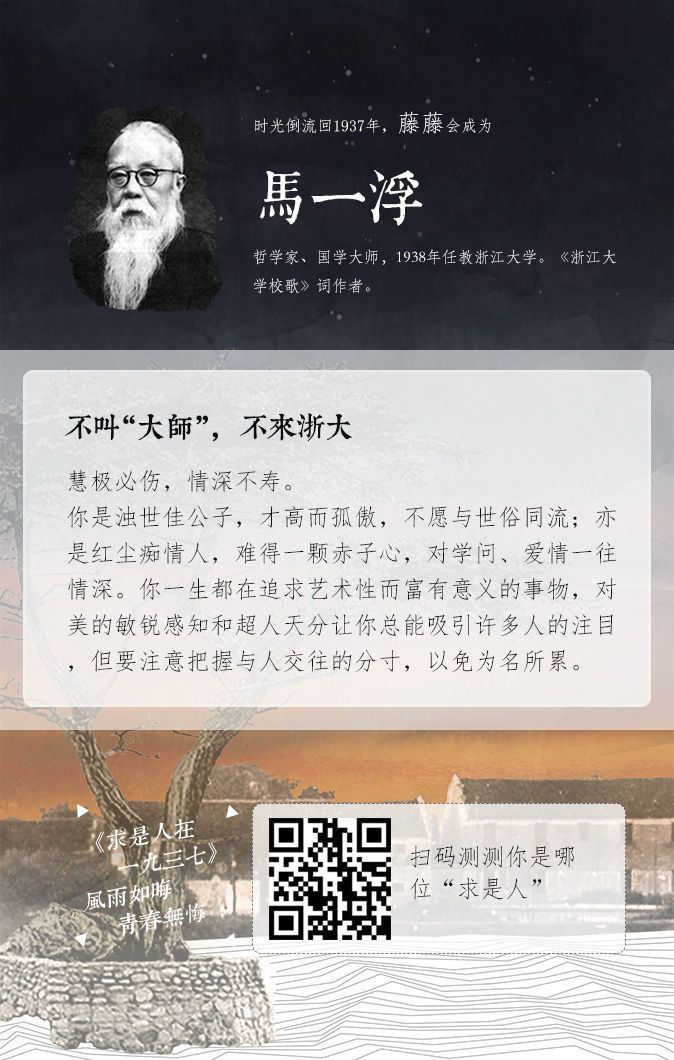 时光倒流回1937年，藤藤会成为
馬一浮
哲学家、国学大师，1938年任教浙江大学。《浙江大
学校歌》词作者。
不叫“大師”，不來浙大
慧极必伤，情深不寿。
你是浊世佳公子，才高而孤傲，不愿与世俗同流；亦
是红尘痴情人，难得一颗赤子心，对学问、爱情一往
情深。你一生都在追求艺术性而富有意义的事物，对
美的敏锐感知和超人天分让你总能吸引许多人的注目
，但要注意把握与人交往的分寸，以免为名所累。
《求是人在
一九三七》
風雨如晦
青春無悔
扫码测测你是哪
位“求是人”